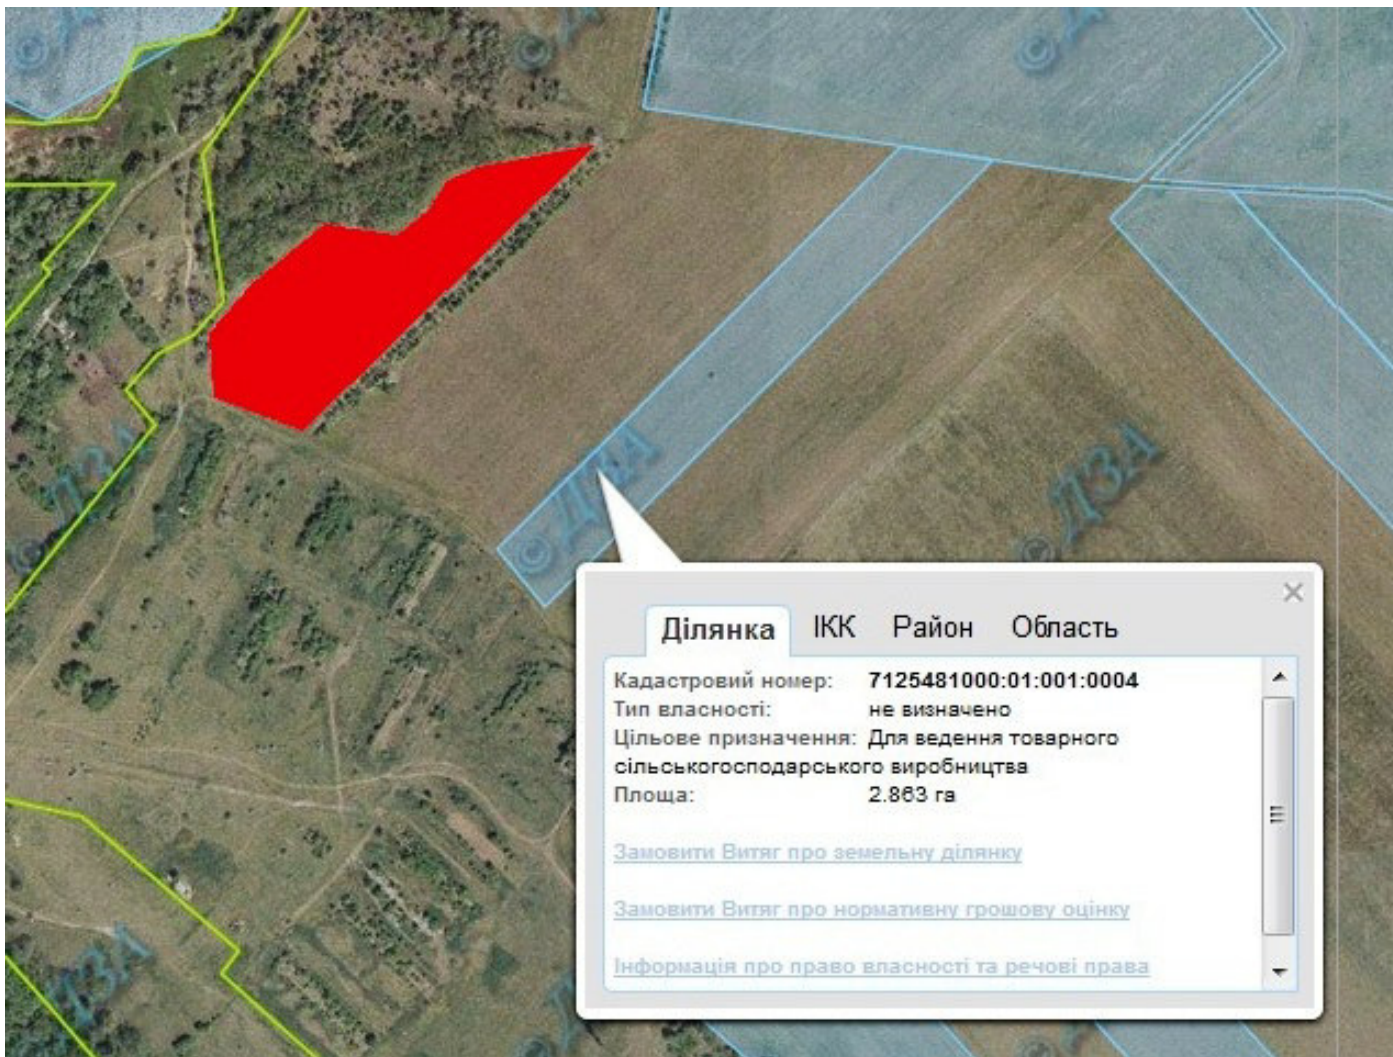 © ДЗА
Ділянка ІКК Район Область
Кадастровий номер: 7125481000:01:001:0004
Тип власності: не визначено
Цільове призначення: Для ведення товарного
сільськогосподарського виробництва
Площа: 2.863 га
Замовити Витяг про земельну ділянку
Замовити Витяг про нормативну грошову оцінку
Інформація про право власності та речові права